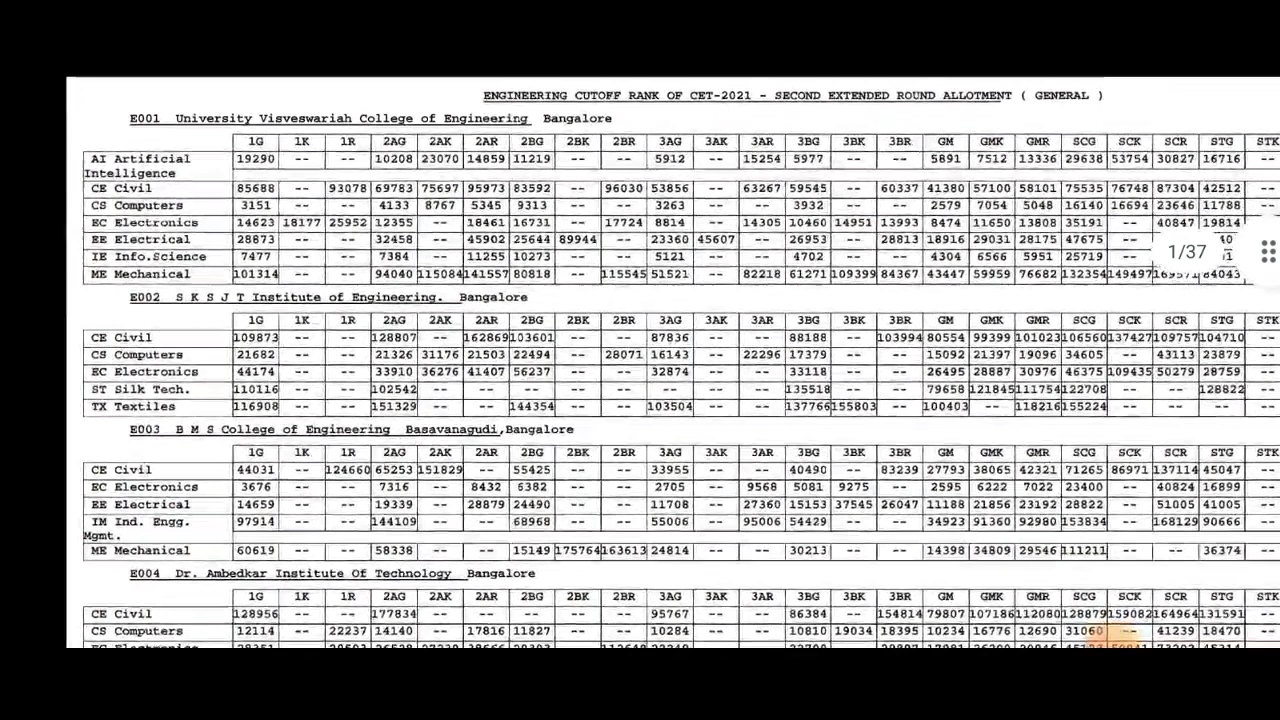 ENGINEERING CUTOFF RANK OF CET-2021 - SECOND EXTENDED ROUND ALLOTMENT ( GENERAL )
E001 University Visveswariah College of Engineering Bangalore
1G 1K 1R 2AG 2AK 2AR 2BG 2BK 2BR 3AG 3AK 3AR 3BG 3BK 3BR GM GMK GMR SCG SCK SCR STG STK
AI Artificial 19290 -- -- 10208 23070 14859 11219 -- -- 5912 -- 15254 5977 -- -- 5891 7512 13336 29638 53754 30827 16716 --
Intelligence
CE Civil 85688 -- 93078 69783 75697 95973 83592 -- 96030 53856 -- 63267 59545 -- 60337 41380 57100 58101 75535 76748 87304 42512 --
CS Computers 3151 -- -- 4133 8767 5345 9313 -- -- 3263 -- -- 3932 -- -- 2579 7054 5048 16140 16694 23646 11788 --
EC Electronics 14623 18177 25952 12355 -- 18461 16731 -- 17724 8814 -- 14305 10460 14951 13993 8474 11650 13808 35191 -- 40847 19814
EE Electrical 28873 -- -- 32458 -- 45902 25644 89944 -- 23360 45607 -- 26953 -- 28813 18916 29031 28175 47675 --
IE Info.Science 7477 -- -- 7384 -- 11255 10273 -- -- 5121 -- -- 4702 -- -- 4304 6566 5951 25719 --
1/37
ME Mechanical 101314 -- -- 94040 115084 141557 80818 -- 115545 51521 -- 82218 61271 109399 84367 43447 59959 76682 132354 149497 169571 84043
E002 S K S J T Institute of Engineering. Bangalore
1G 1K 1R 2AG 2AK 2AR 2BG 2BK 2BR 3AG 3AK 3AR 3BG 3BK 3BR GM GMK GMR SCG SCK SCR STG STK
CE Civil 109873 -- -- 128807 -- 162869 103601 -- -- 87836 -- -- 88188 -- 103994 80554 99399 101023 106560 137427 109757 104710 --
CS Computers 21682 -- -- 21326 31176 21503 22494 -- 28071 16143 -- 22296 17379 -- -- 15092 21397 19096 34605 -- 43113 23879 --
EC Electronics 44174 -- -- 33910 36276 41407 56237 -- -- 32874 -- -- 33118 -- -- 26495 28887 30976 46375 109435 50279 28759 --
ST Silk Tech. 110116 -- -- 102542 -- -- -- -- -- -- -- -- 135518 -- -- 79658 121845 111754 122708 -- -- 128822 --
TX Textiles 116908 -- -- 151329 -- -- 144354 -- -- 103504 -- -- 137766 155803 -- 100403 -- 118216 155224 -- -- -- --
E003 B M S College of Engineering Basavanagudi,Bangalore
1G 1K 1R 2AG 2AK 2AR 2BG 2BK 2BR 3AG 3AK 3AR 3BG 3BK 3BR GM GMK GMR SCG SCK SCR STG STK
CE Civil 44031 -- 124660 65253 151829 -- 55425 -- -- 33955 -- -- 40490 -- 83239 27793 38065 42321 71265 86971 137114 45047 --
EC Electronics 3676 -- -- 7316 -- 8432 6382 -- -- 2705 -- 9568 5081 9275 -- 2595 6222 7022 23400 -- 40824 16899 --
EE Electrical 14659 -- -- 19339 -- 28879 24490 -- -- 11708 -- 27360 15153 37545 26047 11188 21856 23192 28822 -- 51005 41005 --
IM Ind. Engg. 97914 -- -- 144109 -- -- 68968 -- -- 55006 -- 95006 54429 -- -- 34923 91360 92980 153834 -- 168129 90666 --
Mgmt.
ME Mechanical 60619 -- -- 58338 -- -- 15149 175764 163613 24814 -- -- 30213 -- -- 14398 34809 29546 111211 -- -- 36374 --
E004 Dr. Ambedkar Institute Of Technology Bangalore
1G 1K 1R 2AG 2AK 2AR 2BG 2BK 2BR 3AG 3AK 3AR 3BG 3BK 3BR GM GMK GMR SCG SCK SCR STG STK
CE Civil 128956 -- -- 177834 -- -- -- -- -- 95767 -- -- 86384 -- 154814 79807 107186 112080 128879 159082 164964 131591 --
CS Computers 12114 -- 22237 14140 -- 17816 11827 -- -- 10284 -- -- 10810 19034 18395 10234 16776 12690 31060 -- 41239 18470 --